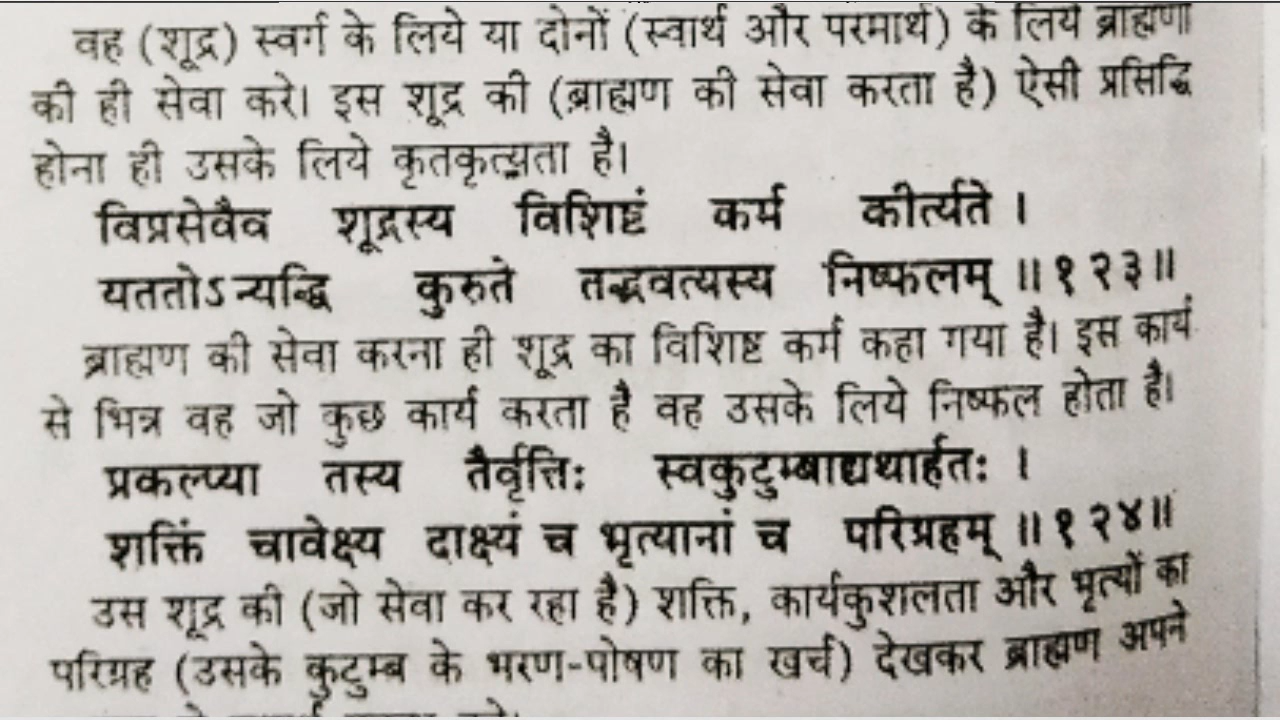 वह (शूद्र) स्वर्ग के लिये या दोनों (स्वार्थ और परमार्थ) के लिये ब्राह्मणों
की ही सेवा करे। इस शूद्र की (ब्राह्मण की सेवा करता है) ऐसी प्रसिद्धि
होना ही उसके लिये कृतकृत्यता है।
विप्रसेवैव शूद्रस्य विशिष्टं कर्म कीर्त्यते ।
यततोऽन्यद्धि कुरुते तद्भवत्यस्य निष्फलम् ॥१२३॥
ब्राह्मण की सेवा करना ही शूद्र का विशिष्ट कर्म कहा गया है। इस कार्य
से भिन्न वह जो कुछ कार्य करता है वह उसके लिये निष्फल होता है।
प्रकल्प्या तस्य तैर्वृत्तिः स्वकुटुम्बाद्यथार्हतः ।
शक्तिं चावेक्ष्य दाक्ष्यं च भृत्यानां च परिग्रहम् ॥१२४॥
उस शूद्र की (जो सेवा कर रहा है) शक्ति, कार्यकुशलता और भृत्यों का
परिग्रह (उसके कुटुम्ब के भरण-पोषण का खर्च) देखकर ब्राह्मण अपने